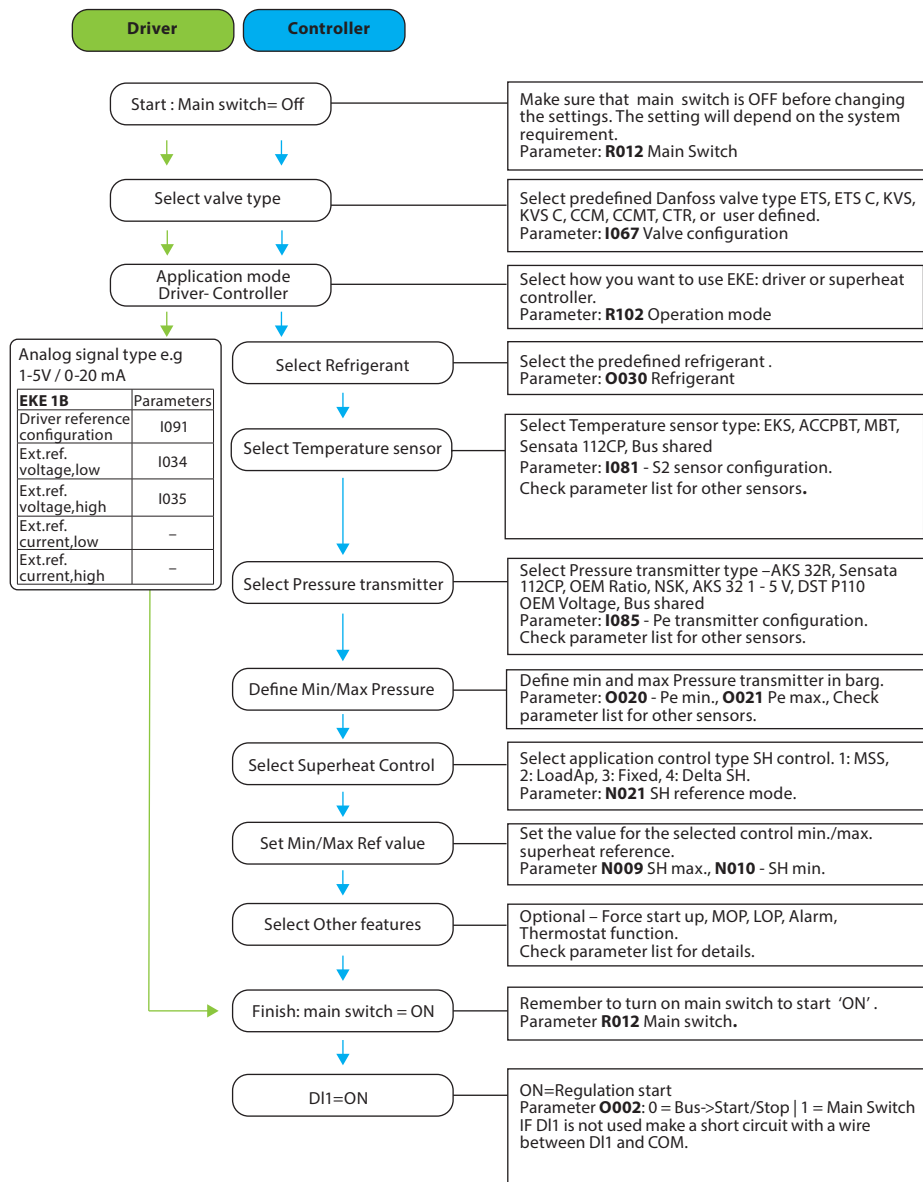 Driver
Controller
Start : Main switch= Off
Make sure that main switch is OFF before changing
the settings. The setting will depend on the system
requirement.
Parameter: R012 Main Switch
Select valve type
Select predefined Danfoss valve type ETS, ETS C, KVS,
KVS C, CCM, CCMT, CTR, or user defined.
Parameter: I067 Valve configuration
Application mode
Driver- Controller
Select how you want to use EKE: driver or superheat
controller.
Parameter: R102 Operation mode
Analog signal type e.g
1-5V / 0-20 mA
EKE 1B Parameters
Driver reference
configuration
I091
Ext.ref.
voltage,low
I034
Ext.ref.
voltage,high
I035
Ext.ref.
current,low
–
Ext.ref.
current,high
–
Select Refrigerant
Select the predefined refrigerant .
Parameter: O030 Refrigerant
Select Temperature sensor
Select Temperature sensor type: EKS, ACCPBT, MBT,
Sensata 112CP, Bus shared
Parameter: I081 - S2 sensor configuration.
Check parameter list for other sensors.
Select Pressure transmitter
Select Pressure transmitter type –AKS 32R, Sensata
112CP, OEM Ratio, NSK, AKS 32 1 - 5 V, DST P110
OEM Voltage, Bus shared
Parameter: I085 - Pe transmitter configuration.
Check parameter list for other sensors.
Define Min/Max Pressure
Define min and max Pressure transmitter in barg.
Parameter: O020 - Pe min., O021 Pe max., Check
parameter list for other sensors.
Select Superheat Control
Select application control type SH control. 1: MSS,
2: LoadAp, 3: Fixed, 4: Delta SH.
Parameter: N021 SH reference mode.
Set Min/Max Ref value
Set the value for the selected control min./max.
superheat reference.
Parameter N009 SH max., N010 - SH min.
Select Other features
Optional – Force start up, MOP, LOP, Alarm,
Thermostat function.
Check parameter list for details.
Finish: main switch = ON
Remember to turn on main switch to start ‘ON’ .
Parameter R012 Main switch.
DI1=ON
ON=Regulation start
Parameter O002: 0 = Bus->Start/Stop | 1 = Main Switch
IF DI1 is not used make a short circuit with a wire
between DI1 and COM.